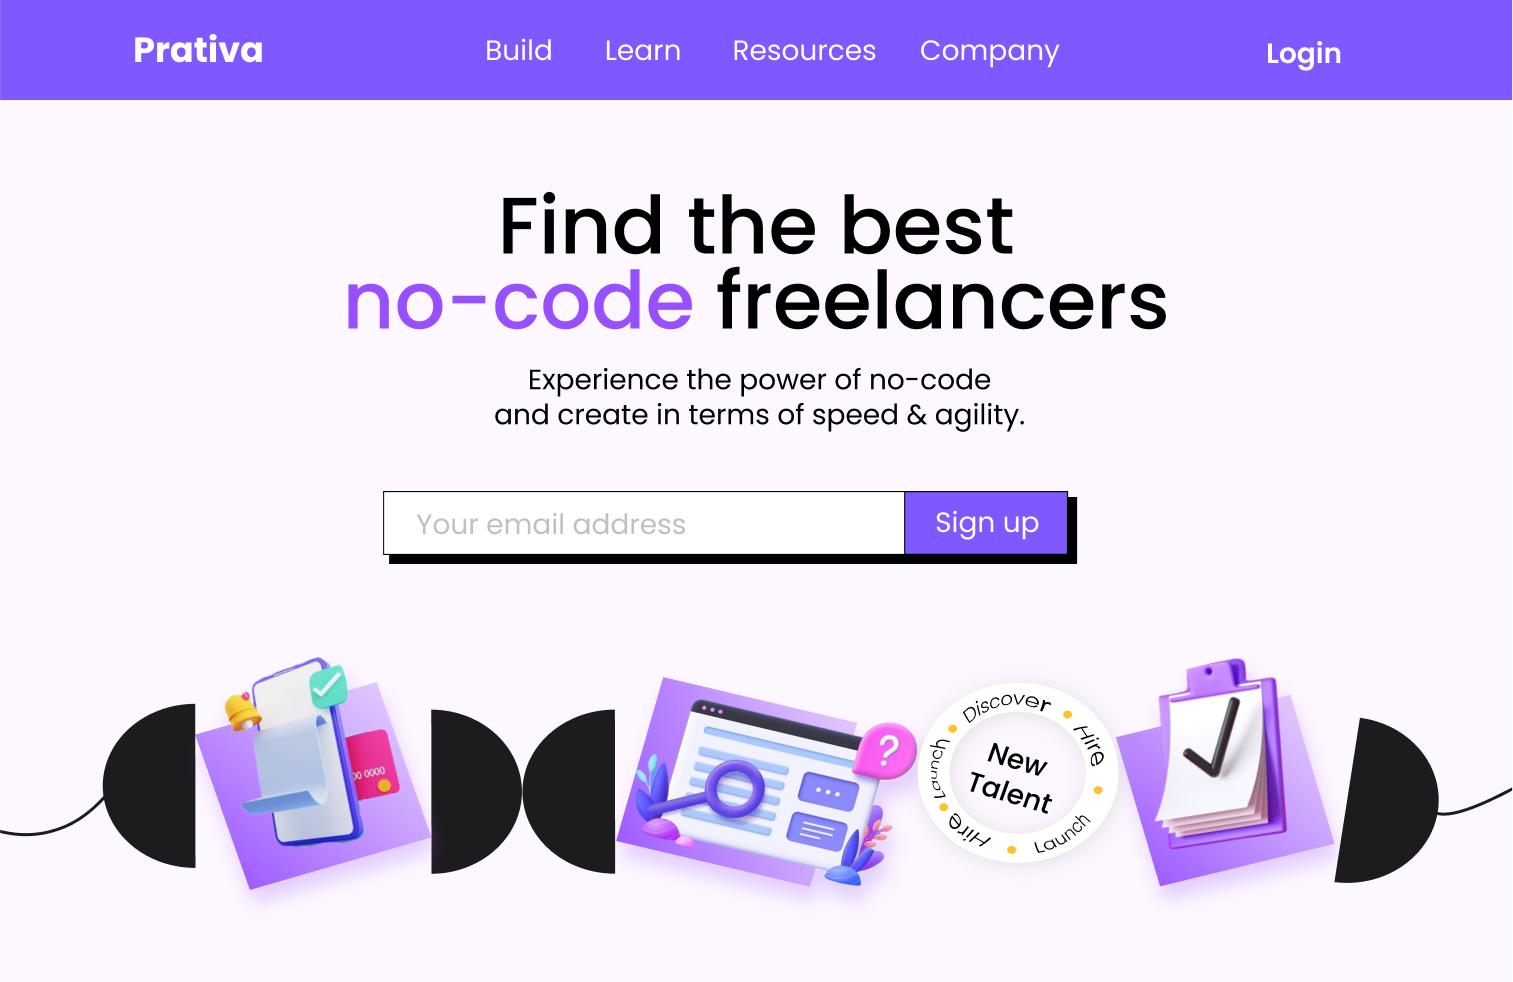 Prativa
Build Learn Resources Company
Login
Find the best
no-code freelancers
Experience the power of no-code
and create in terms of speed & agility.
Your email address
Sign up
00 0000
?
Discover
Hire
Launch
Hire
Launch
New
Talent